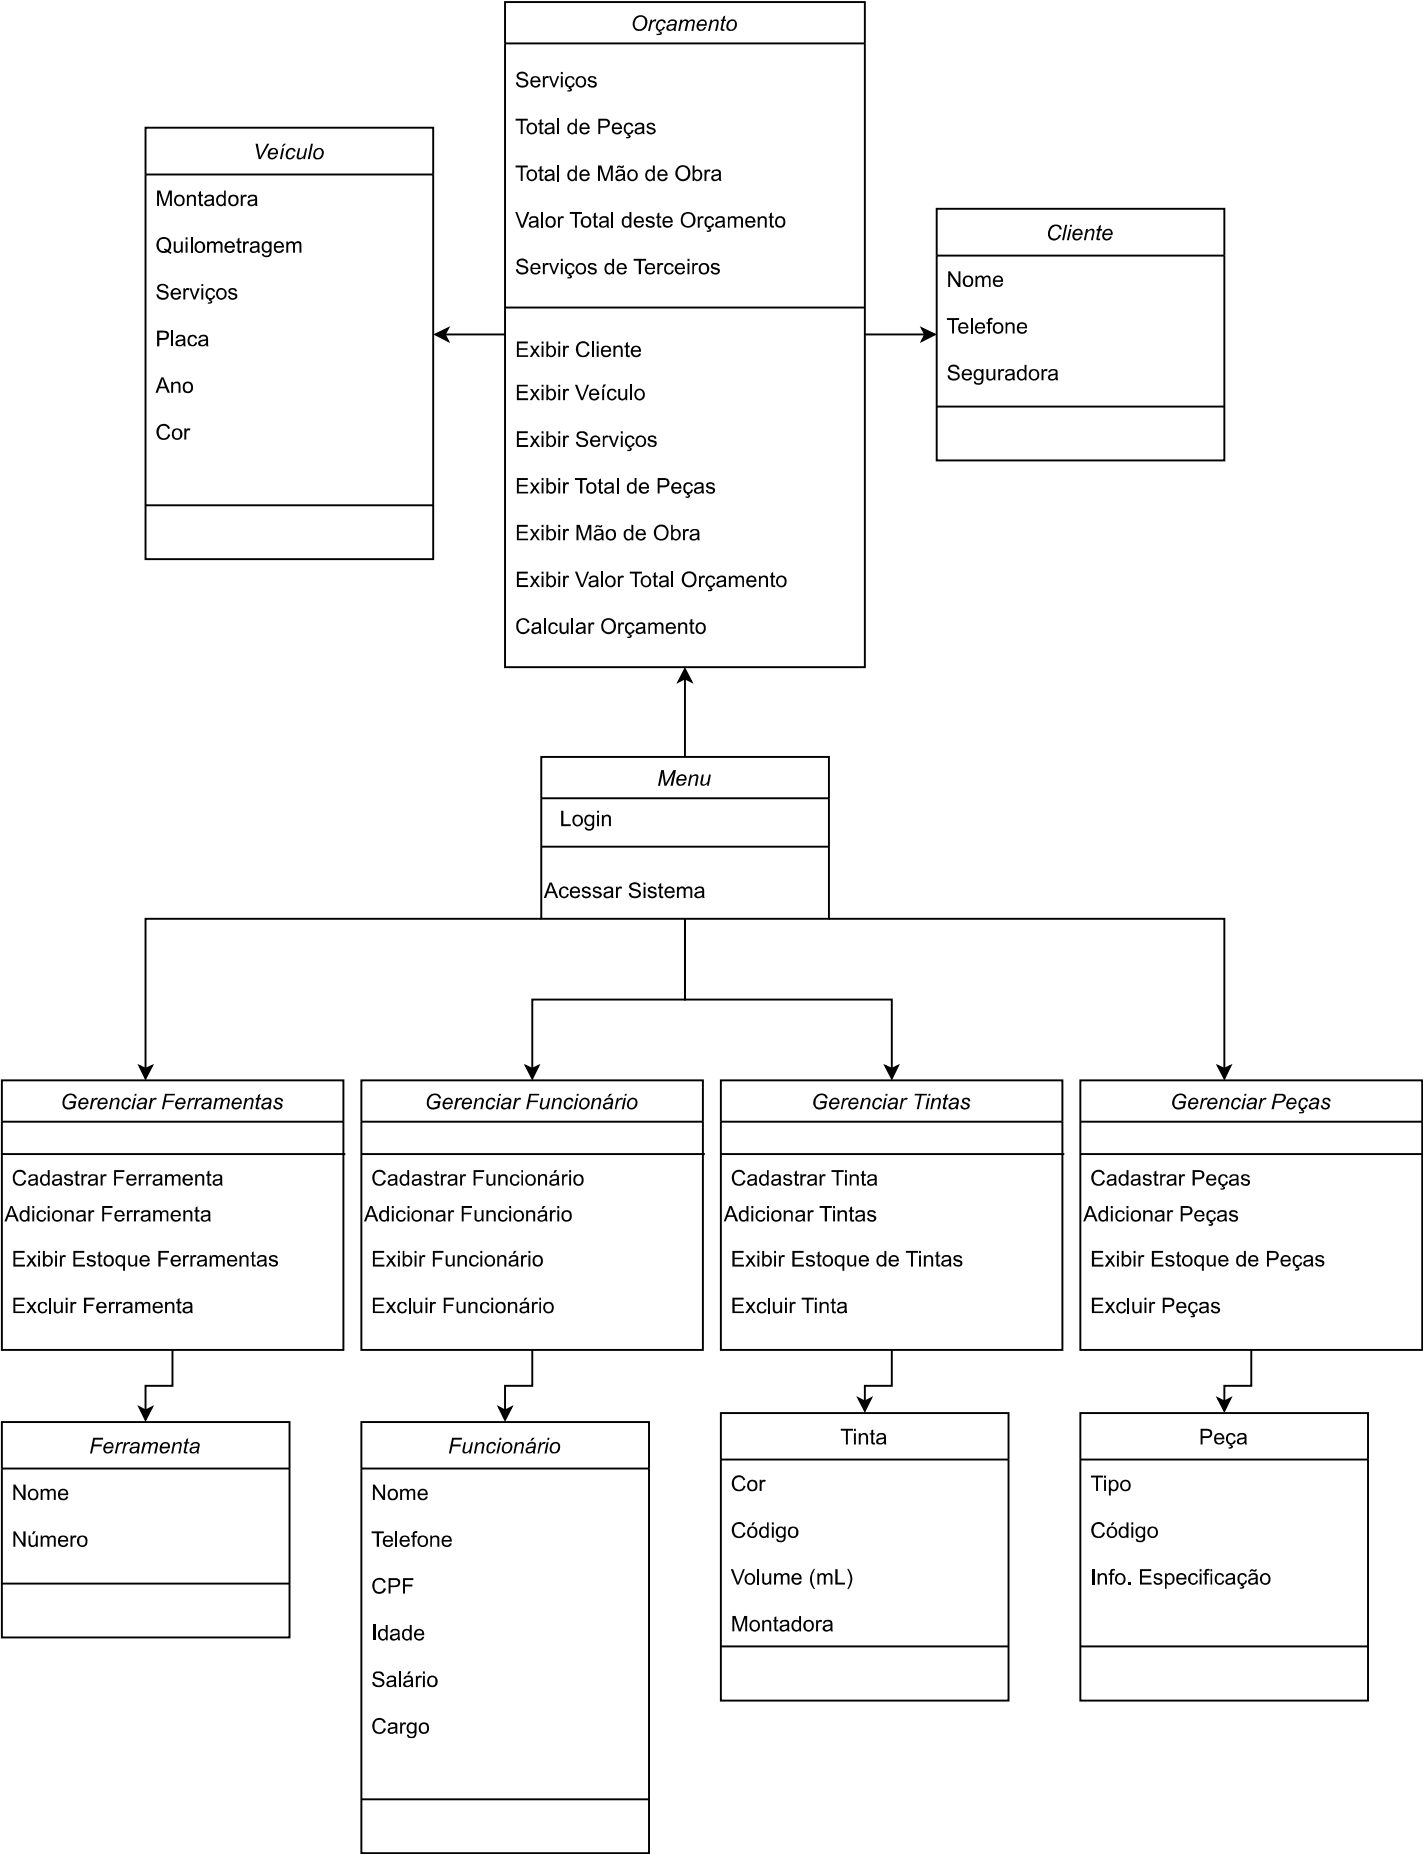 Orçamento
Serviços
Total de Peças
Total de Mão de Obra
Valor Total deste Orçamento
Serviços de Terceiros
Exibir Cliente
Exibir Veículo
Exibir Serviços
Exibir Total de Peças
Exibir Mão de Obra
Exibir Valor Total Orçamento
Calcular Orçamento
Veículo
Montadora
Quilometragem
Serviços
Placa
Ano
Cor
Cliente
Nome
Telefone
Seguradora
Menu
Login
Acessar Sistema
Gerenciar Ferramentas
Cadastrar Ferramenta
Adicionar Ferramenta
Exibir Estoque Ferramentas
Excluir Ferramenta
Gerenciar Funcionário
Cadastrar Funcionário
Adicionar Funcionário
Exibir Funcionário
Excluir Funcionário
Gerenciar Tintas
Cadastrar Tinta
Adicionar Tintas
Exibir Estoque de Tintas
Excluir Tinta
Gerenciar Peças
Cadastrar Peças
Adicionar Peças
Exibir Estoque de Peças
Excluir Peças
Ferramenta
Nome
Número
Funcionário
Nome
Telefone
CPF
Idade
Salário
Cargo
Tinta
Cor
Código
Volume (mL)
Montadora
Peça
Tipo
Código
Info. Especificação